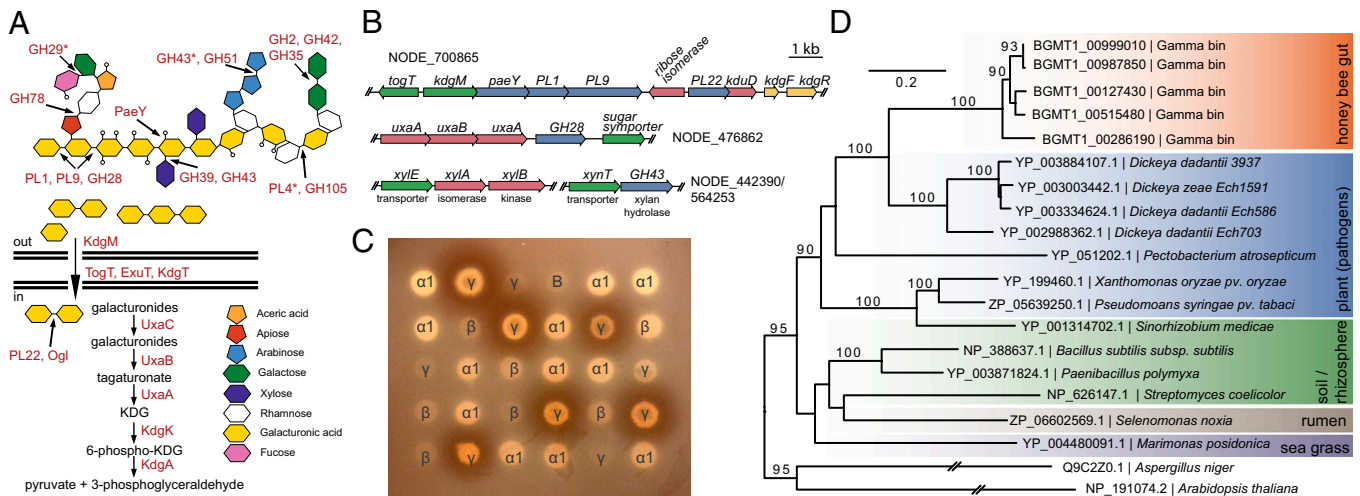 A
GH29*
GH43*, GH51
GH2, GH42,
GH35
GH78
PaeY
PL1, PL9, GH28
GH39, GH43
PL4*, GH105
out
KdgM
TogT, ExuT, KdgT
in
galacturonides
UxaC
galacturonides
PL22, Ogl
UxaB
tagaturonate
UxaA
KDG
KdgK
6-phospho-KDG
KdgA
pyruvate + 3-phosphoglyceraldehyde
Aceric acid
Apiose
Arabinose
Galactose
Xylose
Rhamnose
Galacturonic acid
Fucose
B
NODE_700865
1 kb
togT kdgM paeY PL1 PL9 ribose isomerase PL22 kduD kdgF kdgR
uxaA uxaB uxaA GH28 sugar symporter
NODE_476862
xylE xylA xylB xynT GH43
NODE_442390/
564253
transporter isomerase kinase transporter xylan
hydrolase
C
α1 γ γ B α1 α1
α1 β γ α1 γ β
γ α1 β α1 α1 γ
β α1 β γ β γ
β γ α1 α1 γ α1
D
0.2
93
90
100
100
100
100
90
100
100
95
100
95
BGMT1_00999010 | Gamma bin
BGMT1_00987850 | Gamma bin
BGMT1_00127430 | Gamma bin
BGMT1_00515480 | Gamma bin
BGMT1_00286190 | Gamma bin
honey bee gut
YP_003884107.1 | Dickeya dadantii 3937
YP_003003442.1 | Dickeya zeae Ech1591
YP_003334624.1 | Dickeya dadantii Ech586
YP_002988362.1 | Dickeya dadantii Ech703
YP_051202.1 | Pectobacterium atrosepticum
YP_199460.1 | Xanthomonas oryzae pv. oryzae
ZP_05639250.1 | Pseudomoans syringae pv. tabaci
plant (pathogens)
YP_001314702.1 | Sinorhizobium medicae
NP_388637.1 | Bacillus subtilis subsp. subtilis
YP_003871824.1 | Paenibacillus polymyxa
NP_626147.1 | Streptomyces coelicolor
soil /
rhizosphere
ZP_06602569.1 | Selenomonas noxia
rumen
YP_004480091.1 | Marimonas posidonica
sea grass
Q9C2Z0.1 | Aspergillus niger
NP_191074.2 | Arabidopsis thaliana